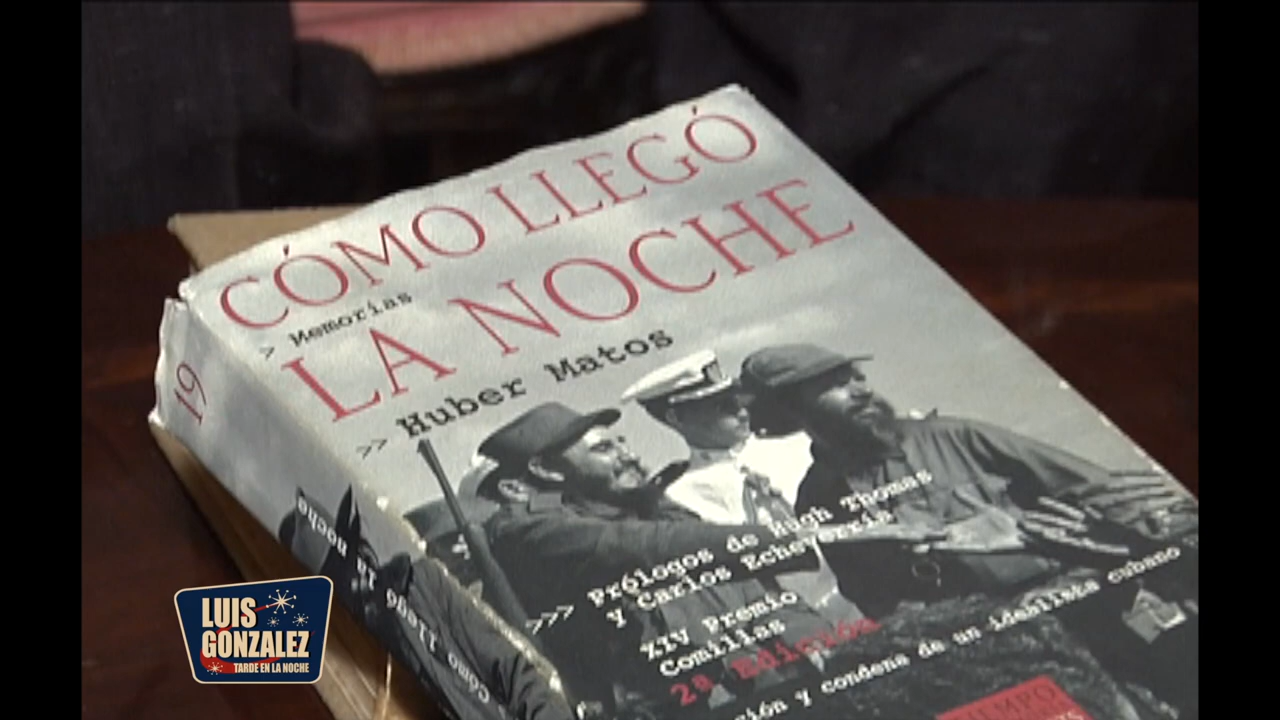 CÓMO LLEGÓ
> Memorias
LA NOCHE
>> Huber Matos
>>> Prólogos de Hugh Thomas
y Carlos Echeverría
XIV Premio
Comillas
2ª Edición
ción y condena de un idealista cubano
TIEMPO
19
Cómo llegó la noche
LUIS
GONZALEZ
TARDE EN LA NOCHE